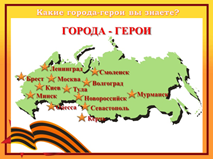 Какие города-герои вы знаете?
ГОРОДА - ГЕРОИ
Ленинград
Смоленск
Брест
Москва
Киев
Тула
Волгоград
Минск
Новороссийск
Мурманск
Одесса
Севастополь
Керчь